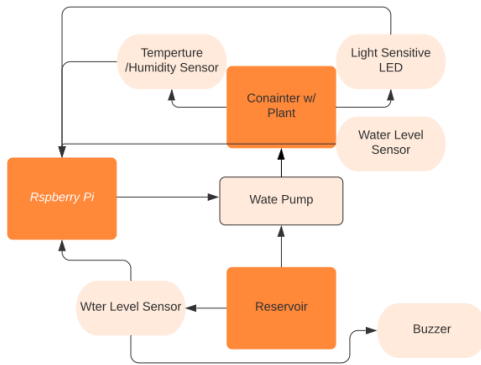 Temperture
/Humidity Sensor
Light Sensitive
LED
Conainter w/
Plant
Water Level
Sensor
Rspberry Pi
Wate Pump
Wter Level Sensor
Reservoir
Buzzer